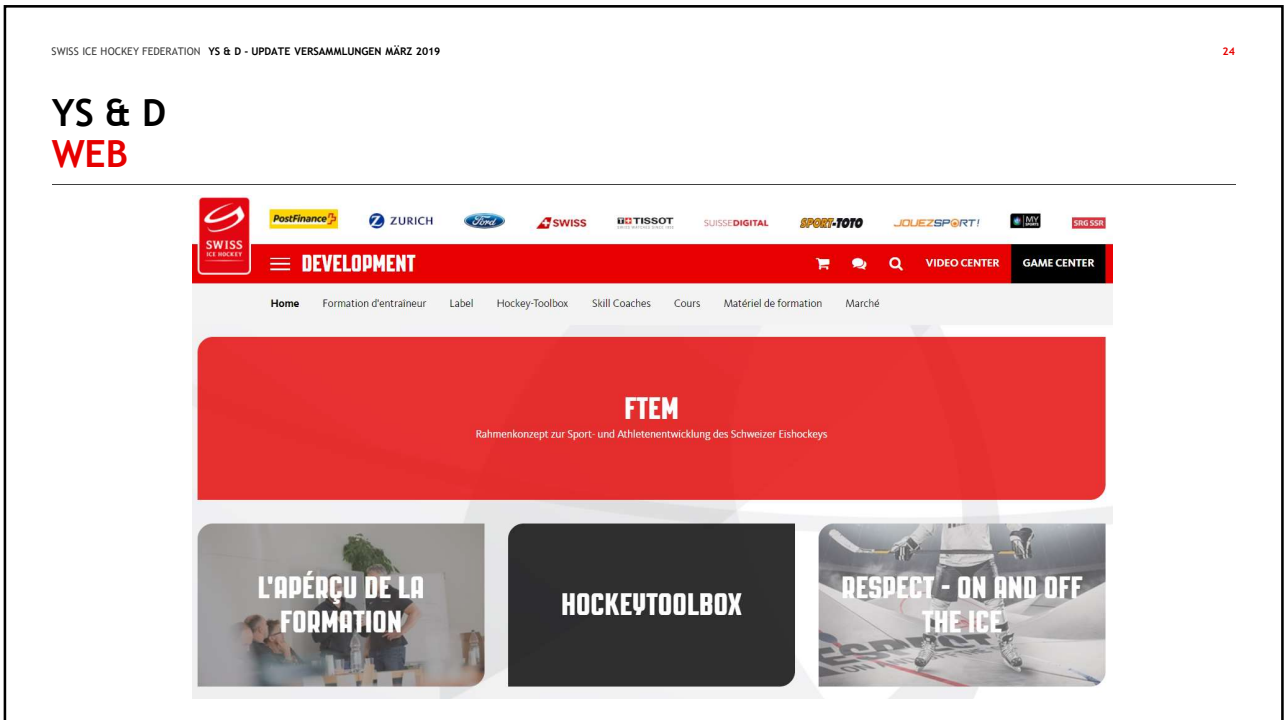 SWISS ICE HOCKEY FEDERATION YS & D - UPDATE VERSAMMLUNGEN MÄRZ 2019 24
YS & D
WEB
SWISS
ICE HOCKEY
PostFinance ZURICH Ford SWISS TISSOT SUISSEDIGITAL SPORT-TOTO JOUEZSPORT! MY SPORTS SRG SSR
DEVELOPMENT VIDEO CENTER GAME CENTER
Home Formation d'entraîneur Label Hockey-Toolbox Skill Coaches Cours Matériel de formation Marché
FTEM
Rahmenkonzept zur Sport- und Athletenentwicklung des Schweizer Eishockeys
L'APÉRÇU DE LA
FORMATION
HOCKEYTOOLBOX
RESPECT - ON AND OFF
THE ICE